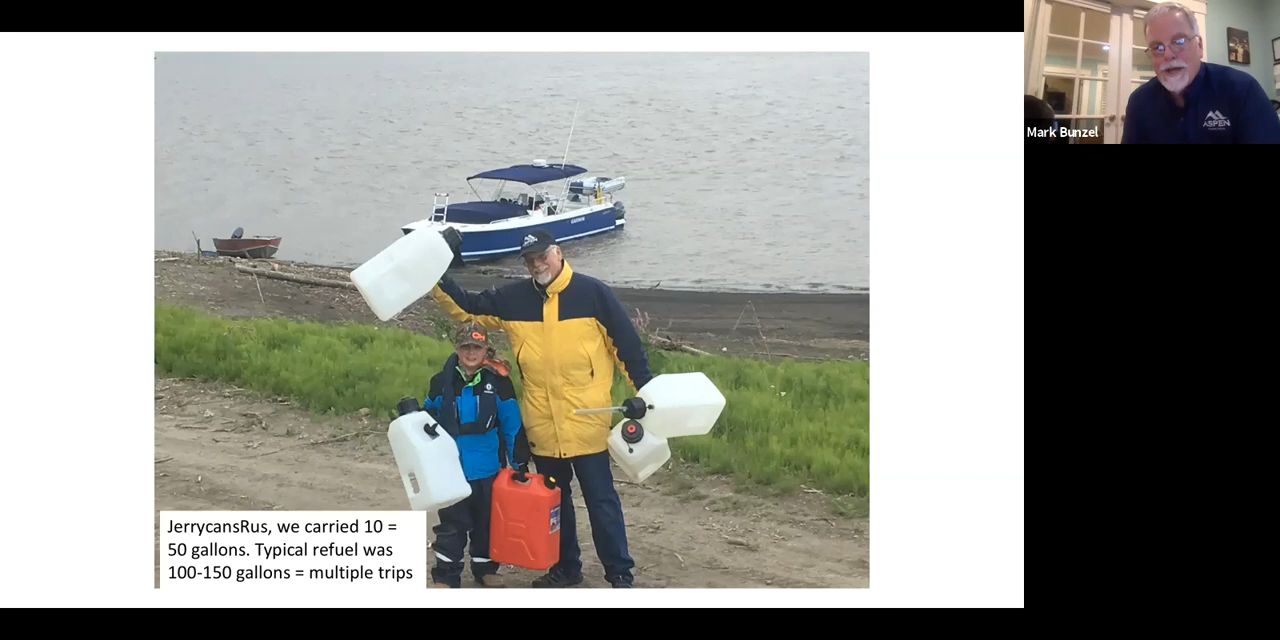 JerrycansRus, we carried 10 =
50 gallons. Typical refuel was
100-150 gallons = multiple trips
Mark Bunzel
ASPEN